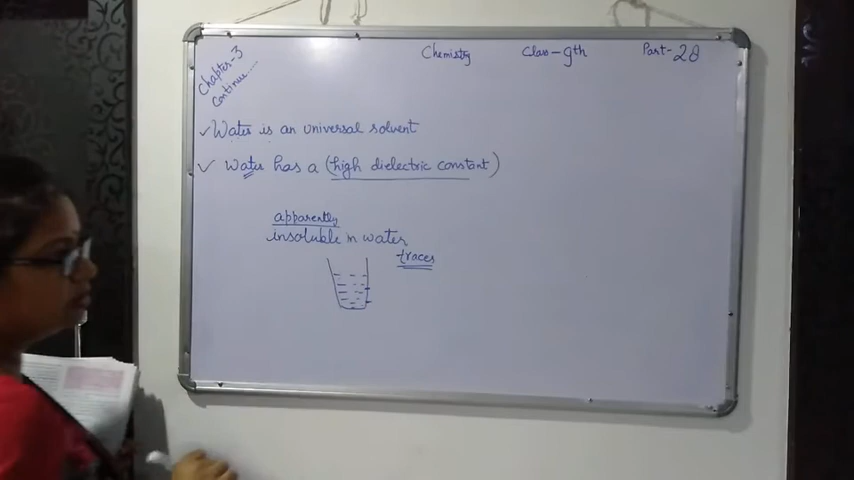 Chapter-3
continue....
Chemistry Class-9th Part-28
✓ Water is an universal solvent
✓ Water has a (high dielectric constant)
apparently
insoluble in water
traces